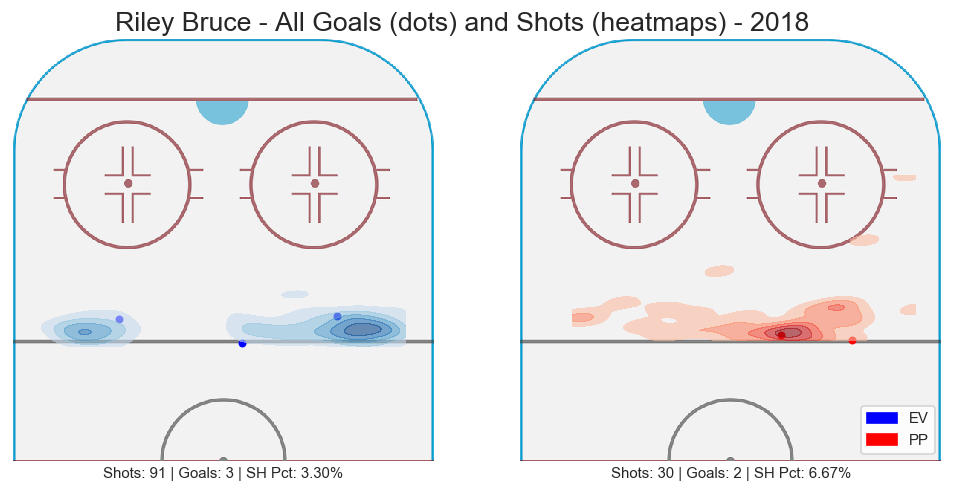 Riley Bruce - All Goals (dots) and Shots (heatmaps) - 2018
EV
PP
Shots: 91 | Goals: 3 | SH Pct: 3.30%
Shots: 30 | Goals: 2 | SH Pct: 6.67%